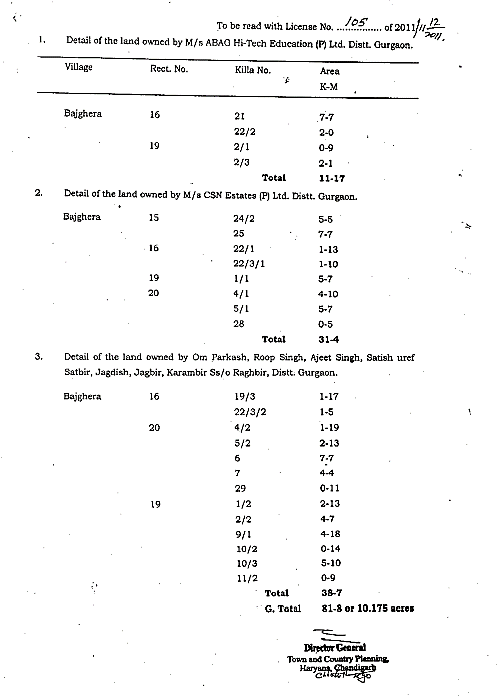 To be read with License No. 105 of 2011/
12
2011.
1. Detail of the land owned by M/s ABAG Hi-Tech Education (P) Ltd. Distt. Gurgaon.
Village Rect. No. Killa No. Area
K-M
Bajghera 16 21 7-7
22/2 2-0
19 2/1 0-9
2/3 2-1
Total 11-17
2. Detail of the land owned by M/s CSN Estates (P) Ltd. Distt. Gurgaon.
Bajghera 15 24/2 5-5
25 7-7
16 22/1 1-13
22/3/1 1-10
19 1/1 5-7
20 4/1 4-10
5/1 5-7
28 0-5
Total 31-4
3. Detail of the land owned by Om Parkash, Roop Singh, Ajeet Singh, Satish uref
Satbir, Jagdish, Jagbir, Karambir Ss/o Raghbir, Distt. Gurgaon.
Bajghera 16 19/3 1-17
22/3/2 1-5
20 4/2 1-19
5/2 2-13
6 7-7
7 4-4
29 0-11
19 1/2 2-13
2/2 4-7
9/1 4-18
10/2 0-14
10/3 5-10
11/2 0-9
Total 38-7
G. Total 81-8 or 10.175 acres
Director General
Town and Country Planning,
Haryana, Chandigarh